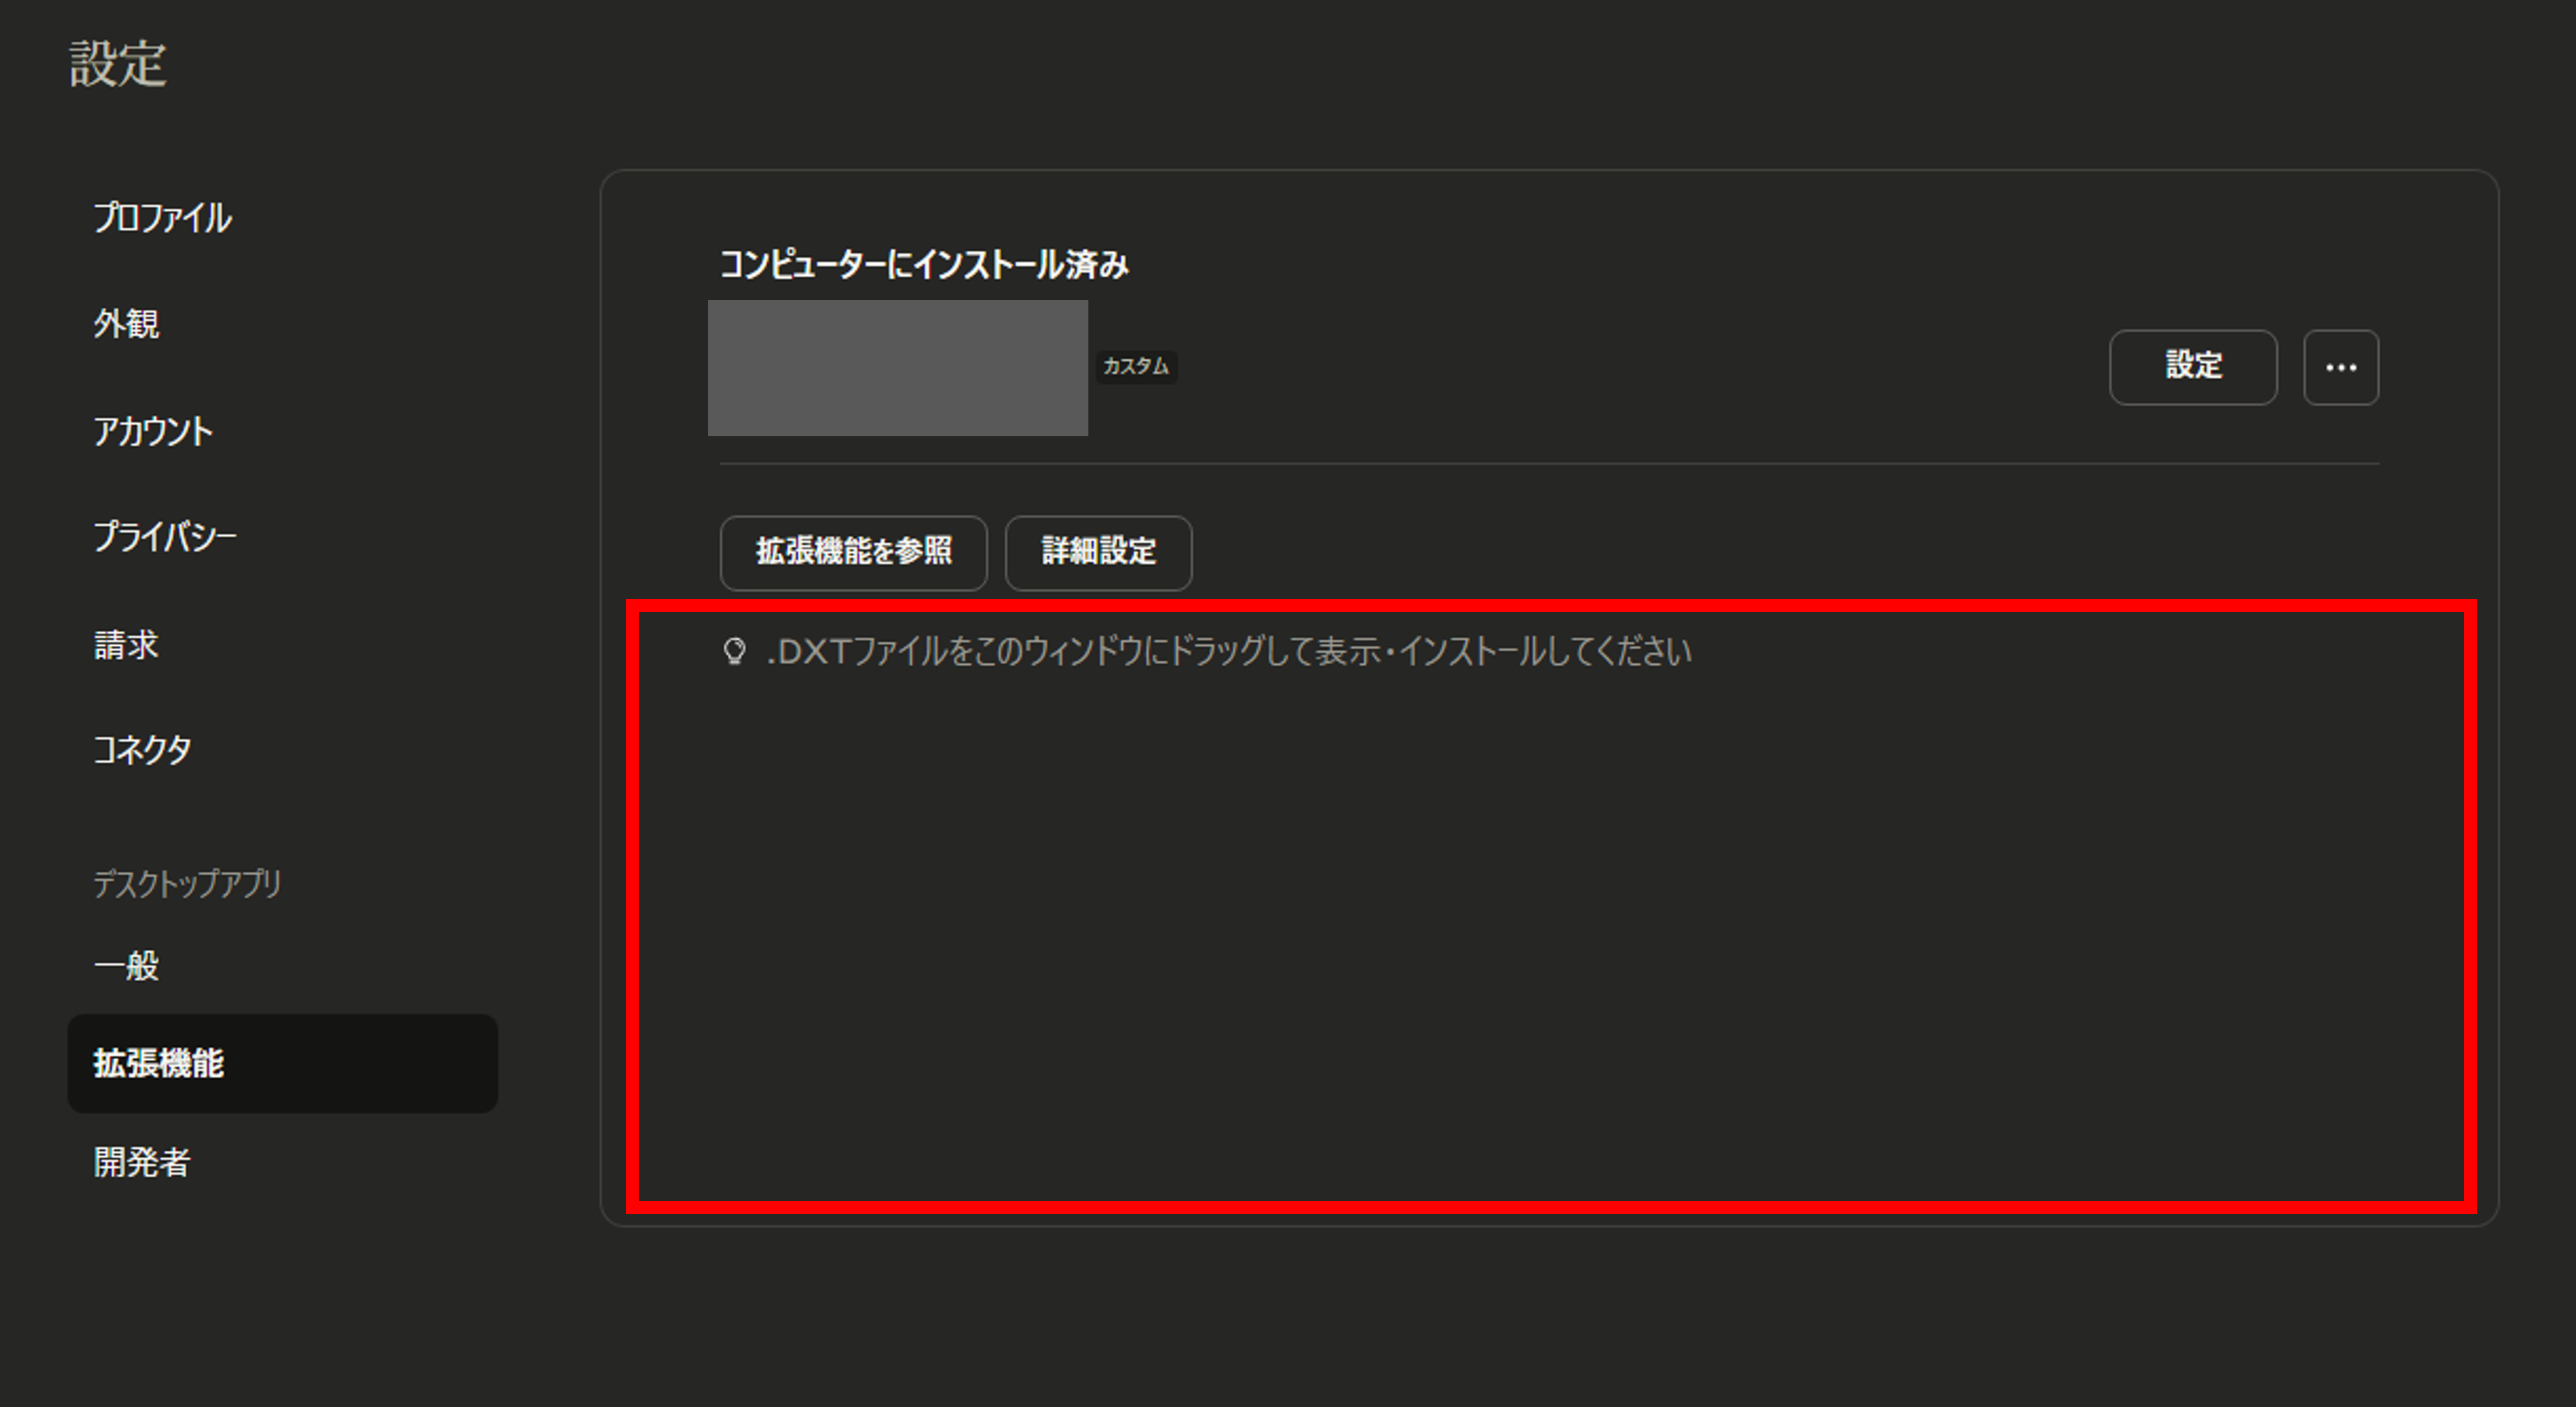 設定
プロファイル
外観
アカウント
プライバシー
請求
コネクタ
デスクトップアプリ
一般
拡張機能
開発者
コンピューターにインストール済み
カスタム
設定
...
拡張機能を参照
詳細設定
.DXTファイルをこのウィンドウにドラッグして表示・インストールしてください